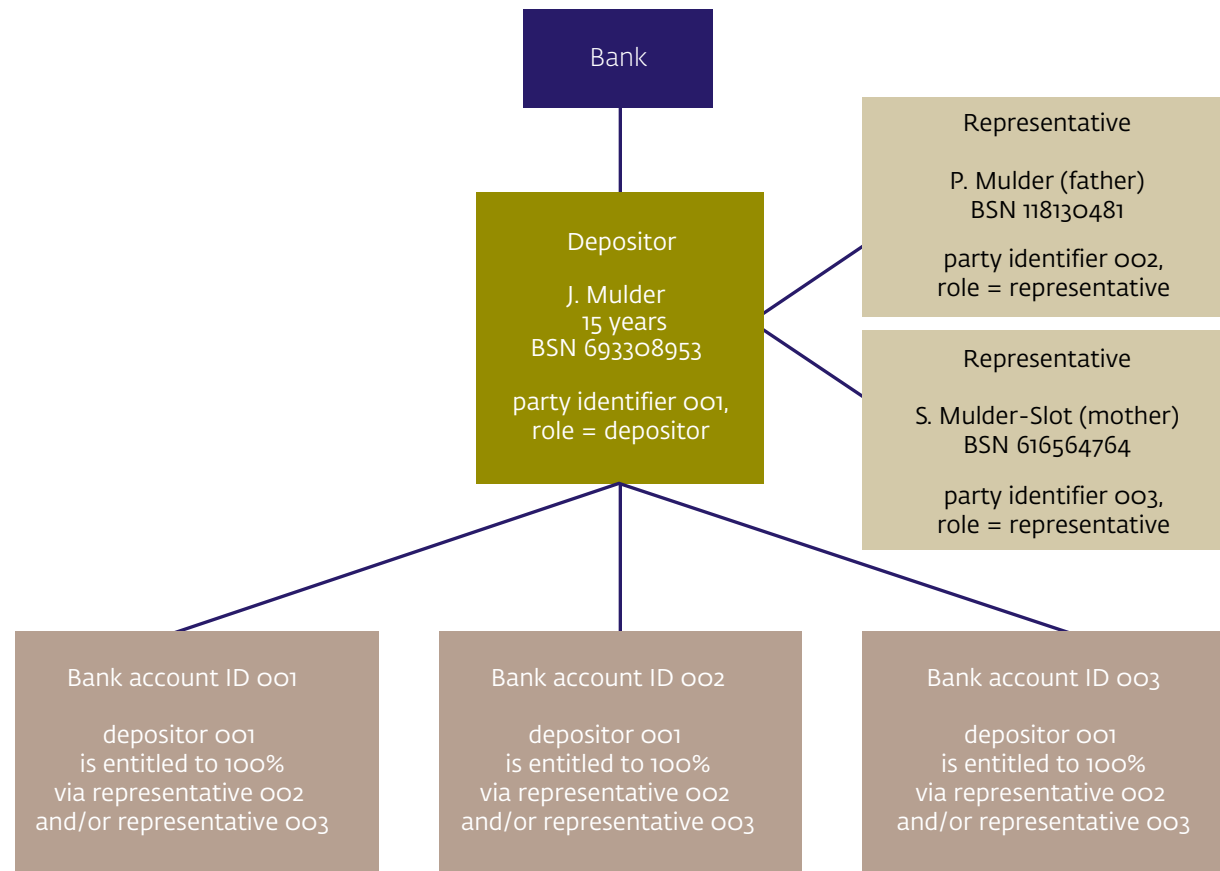 Bank
Representative
P. Mulder (father)
BSN 118130481
party identifier 002,
role = representative
Depositor
J. Mulder
15 years
BSN 693308953
party identifier 001,
role = depositor
Representative
S. Mulder-Slot (mother)
BSN 616564764
party identifier 003,
role = representative
Bank account ID 001
depositor 001
is entitled to 100%
via representative 002
and/or representative 003
Bank account ID 002
depositor 001
is entitled to 100%
via representative 002
and/or representative 003
Bank account ID 003
depositor 001
is entitled to 100%
via representative 002
and/or representative 003